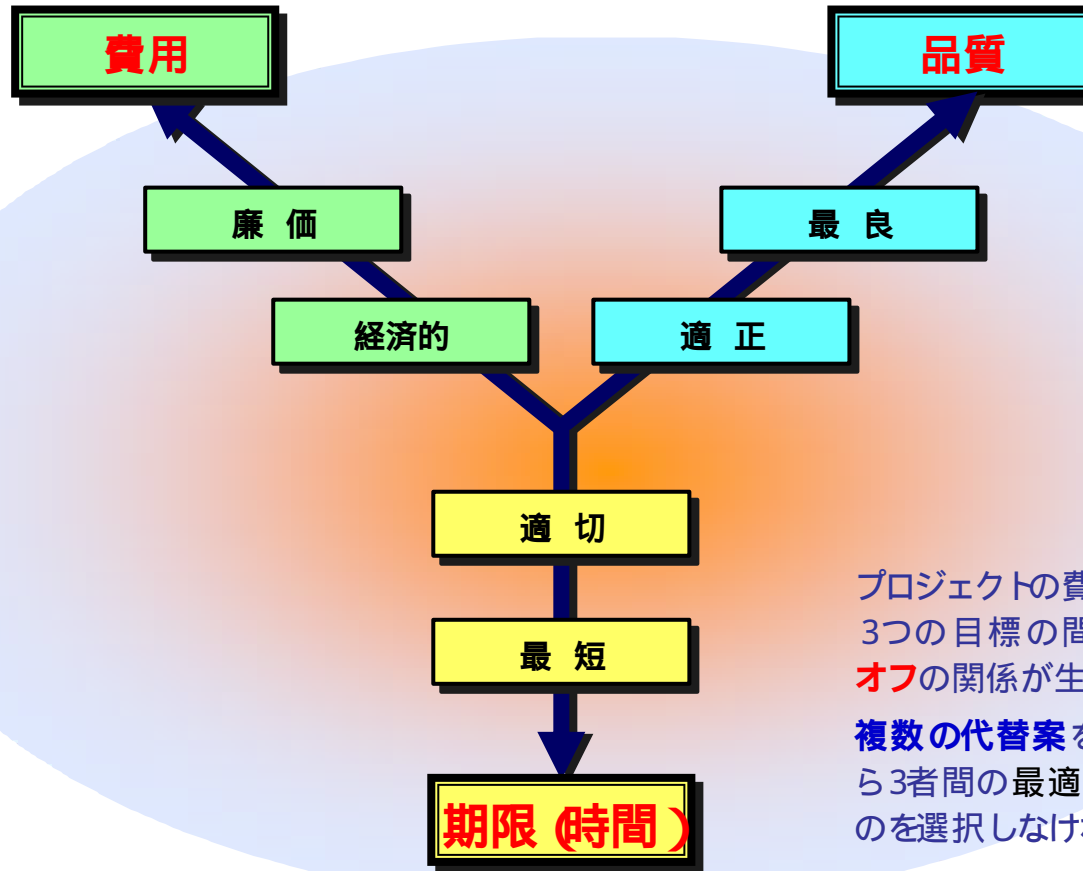 費用
品質
廉 価
最 良
経済的
適 正
適 切
最 短
期限 (時間 )
プロジェクトの費
3つの目標の間
オフの関係が生
複数の代替案を
ら3者間の最適
のを選択しなけ